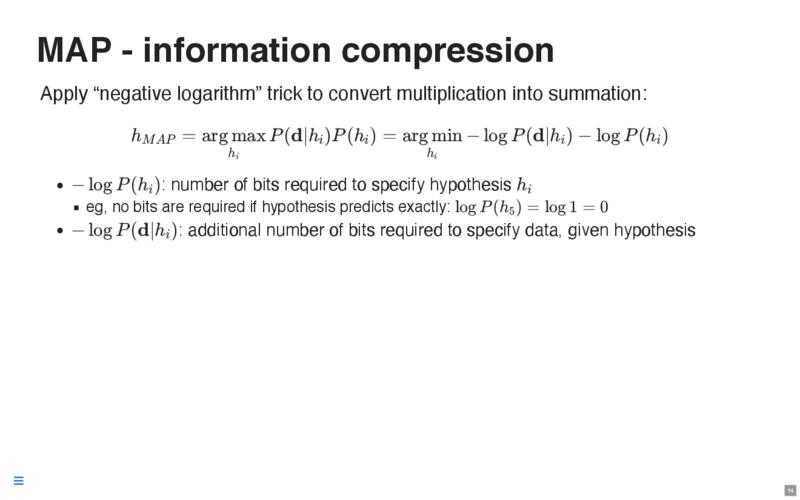 MAP - information compression
Apply “negative logarithm” trick to convert multiplication into summation:
h_{MAP} = arg max_{h_i} P(d|h_i)P(h_i) = arg min_{h_i} − log P(d|h_i) − log P(h_i)
• − log P(h_i): number of bits required to specify hypothesis h_i
▪ eg, no bits are required if hypothesis predicts exactly: log P(h_5) = log 1 = 0
• − log P(d|h_i): additional number of bits required to specify data, given hypothesis
14